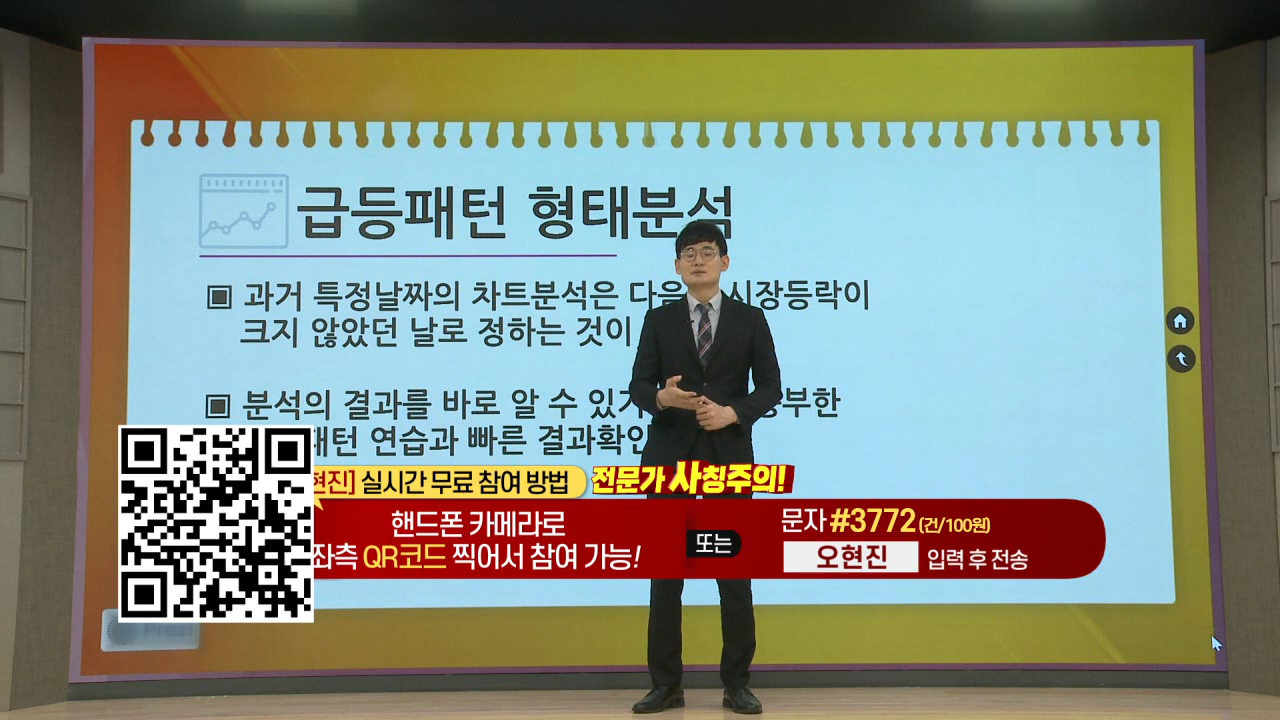 급등패턴 형태분석
▣ 과거 특정날짜의 차트분석은 다음 시장등락이
크지 않았던 날로 정하는 것이
▣ 분석의 결과를 바로 알 수 있기
패턴 연습과 빠른 결과확인
현진] 실시간 무료 참여 방법 전문가 사칭주의!
핸드폰 카메라로
좌측 QR코드 찍어서 참여 가능!
또는
문자 #3772 (건/100원)
오현진 입력 후 전송